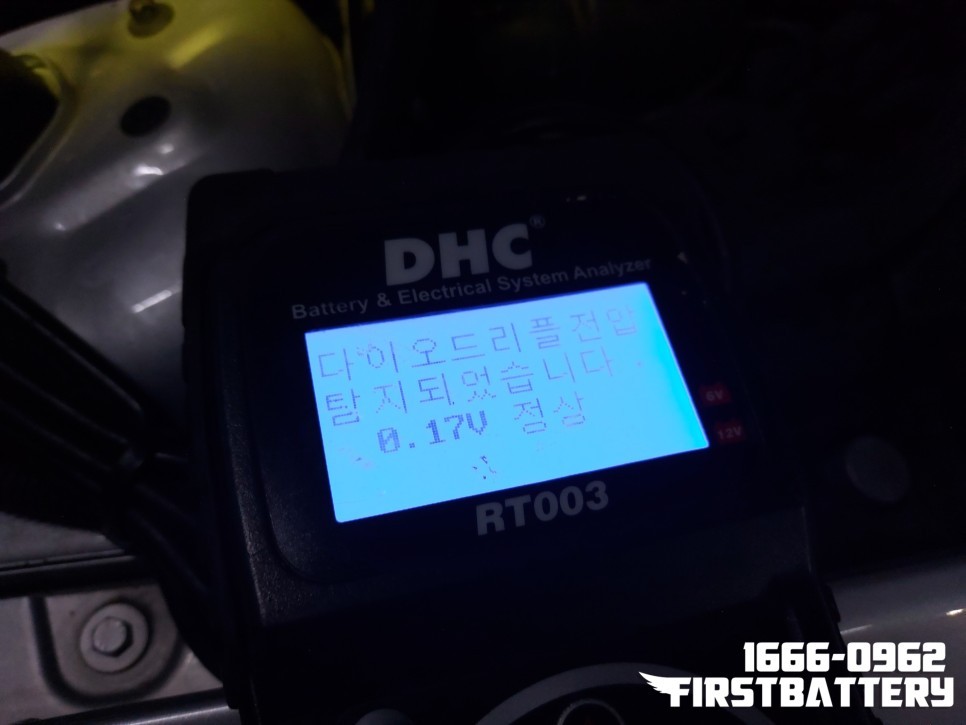 DHC®
Battery & Electrical System Analyzer
다이오드리플전압
탐지되었습니다.
0.17V 정상
6V
12V
RT003
1666-0962
FIRSTBATTERY